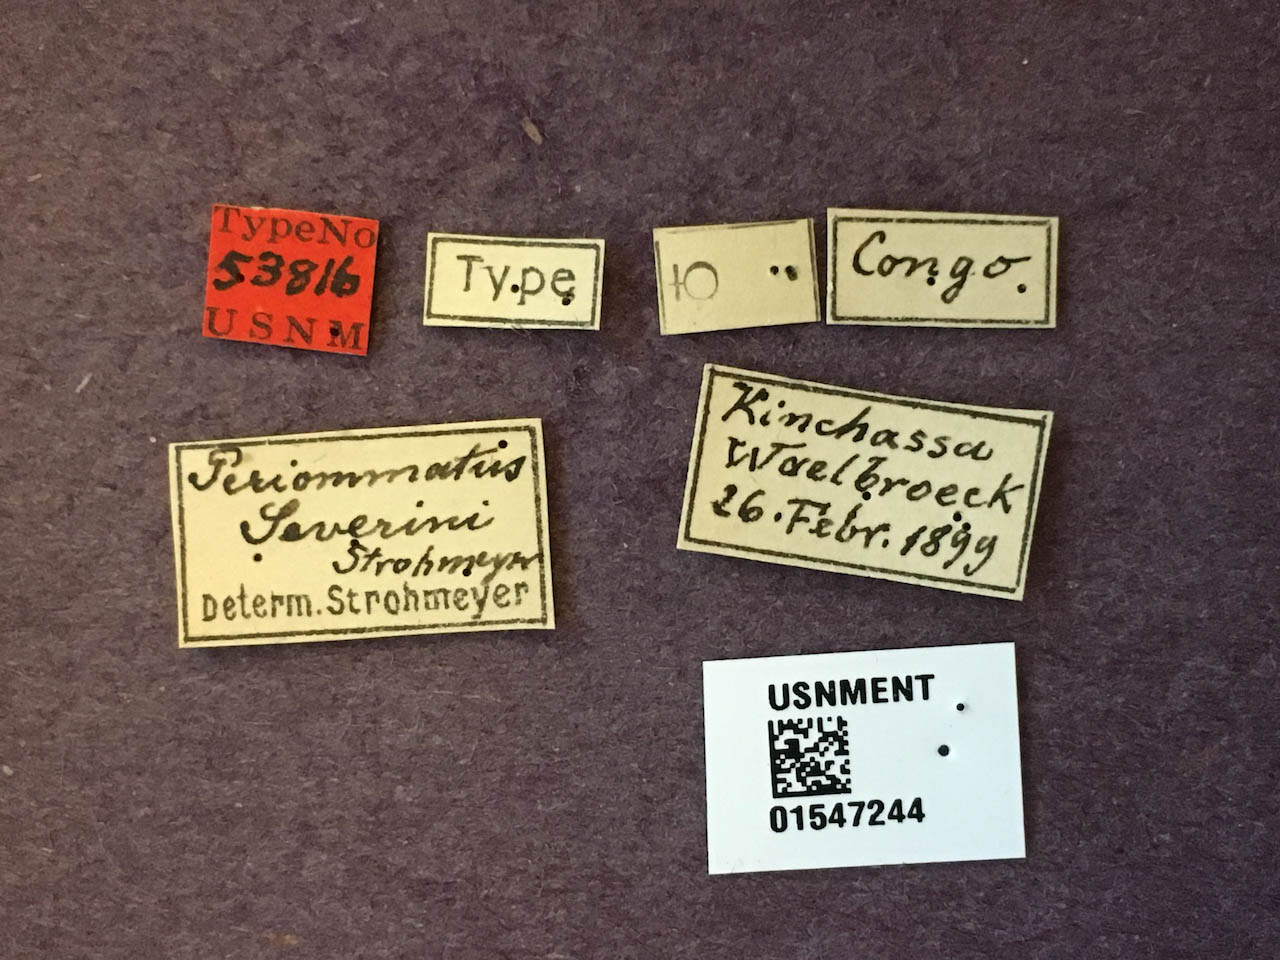 TypeNo
53816
USNM
Type
♀
Congo.
Periommatus
Severini
Strohmeyer
Determ. Strohmeyer
Kinchassa
Waelbroeck
26. Febr. 1899
USNMENT
01547244